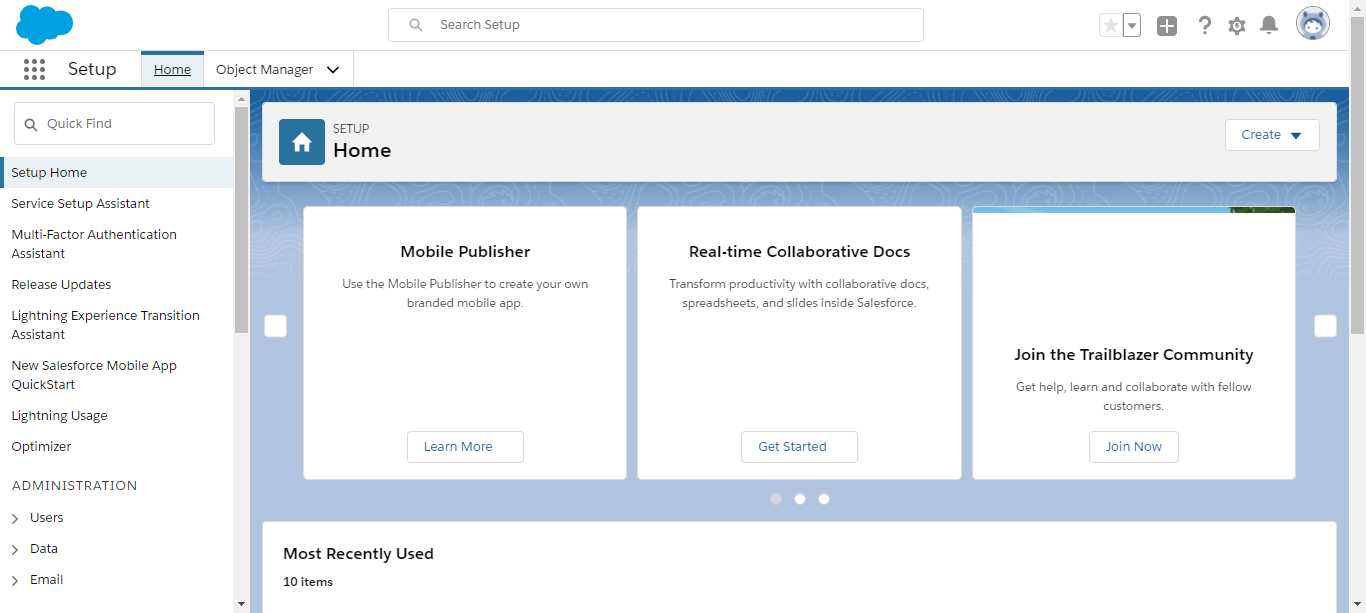 Search Setup
Setup
Home
Object Manager
Quick Find
Setup Home
Service Setup Assistant
Multi-Factor Authentication
Assistant
Release Updates
Lightning Experience Transition
Assistant
New Salesforce Mobile App
QuickStart
Lightning Usage
Optimizer
ADMINISTRATION
Users
Data
Email
SETUP
Home
Create
Mobile Publisher
Use the Mobile Publisher to create your own
branded mobile app.
Learn More
Real-time Collaborative Docs
Transform productivity with collaborative docs,
spreadsheets, and slides inside Salesforce.
Get Started
Join the Trailblazer Community
Get help, learn and collaborate with fellow
customers.
Join Now
Most Recently Used
10 items